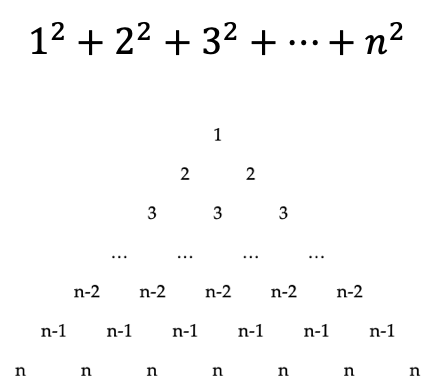 1² + 2² + 3² + ⋯ + n²
1
2 2
3 3 3
... ... ... ...
n-2 n-2 n-2 n-2 n-2
n-1 n-1 n-1 n-1 n-1 n-1
n n n n n n n